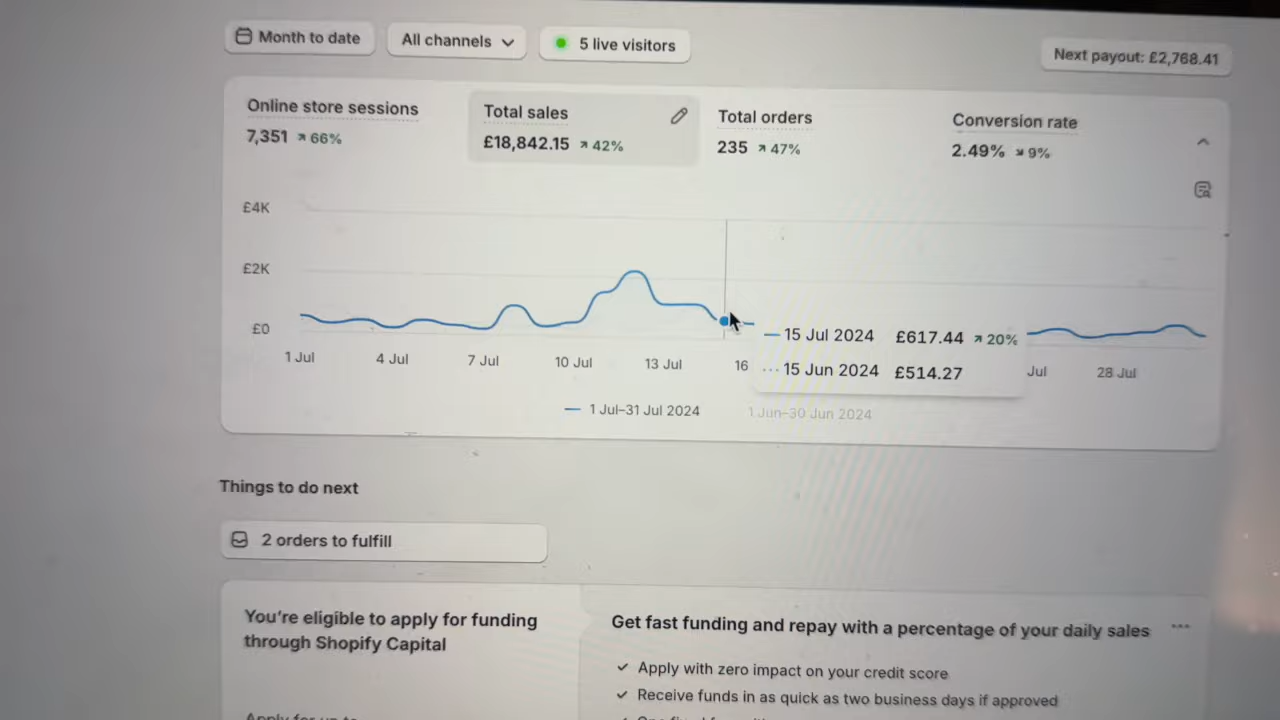 Month to date
All channels
5 live visitors
Next payout: £2,768.41
Online store sessions
7,351 ↗ 66%
Total sales
£18,842.15 ↗ 42%
Total orders
235 ↗ 47%
Conversion rate
2.49% ↘ 9%
£4K
£2K
£0
1 Jul
4 Jul
7 Jul
10 Jul
13 Jul
16
Jul
28 Jul
15 Jul 2024 £617.44 ↗ 20%
15 Jun 2024 £514.27
1 Jul–31 Jul 2024
1 Jun–30 Jun 2024
Things to do next
2 orders to fulfill
You're eligible to apply for funding
through Shopify Capital
Get fast funding and repay with a percentage of your daily sales
Apply with zero impact on your credit score
Receive funds in as quick as two business days if approved